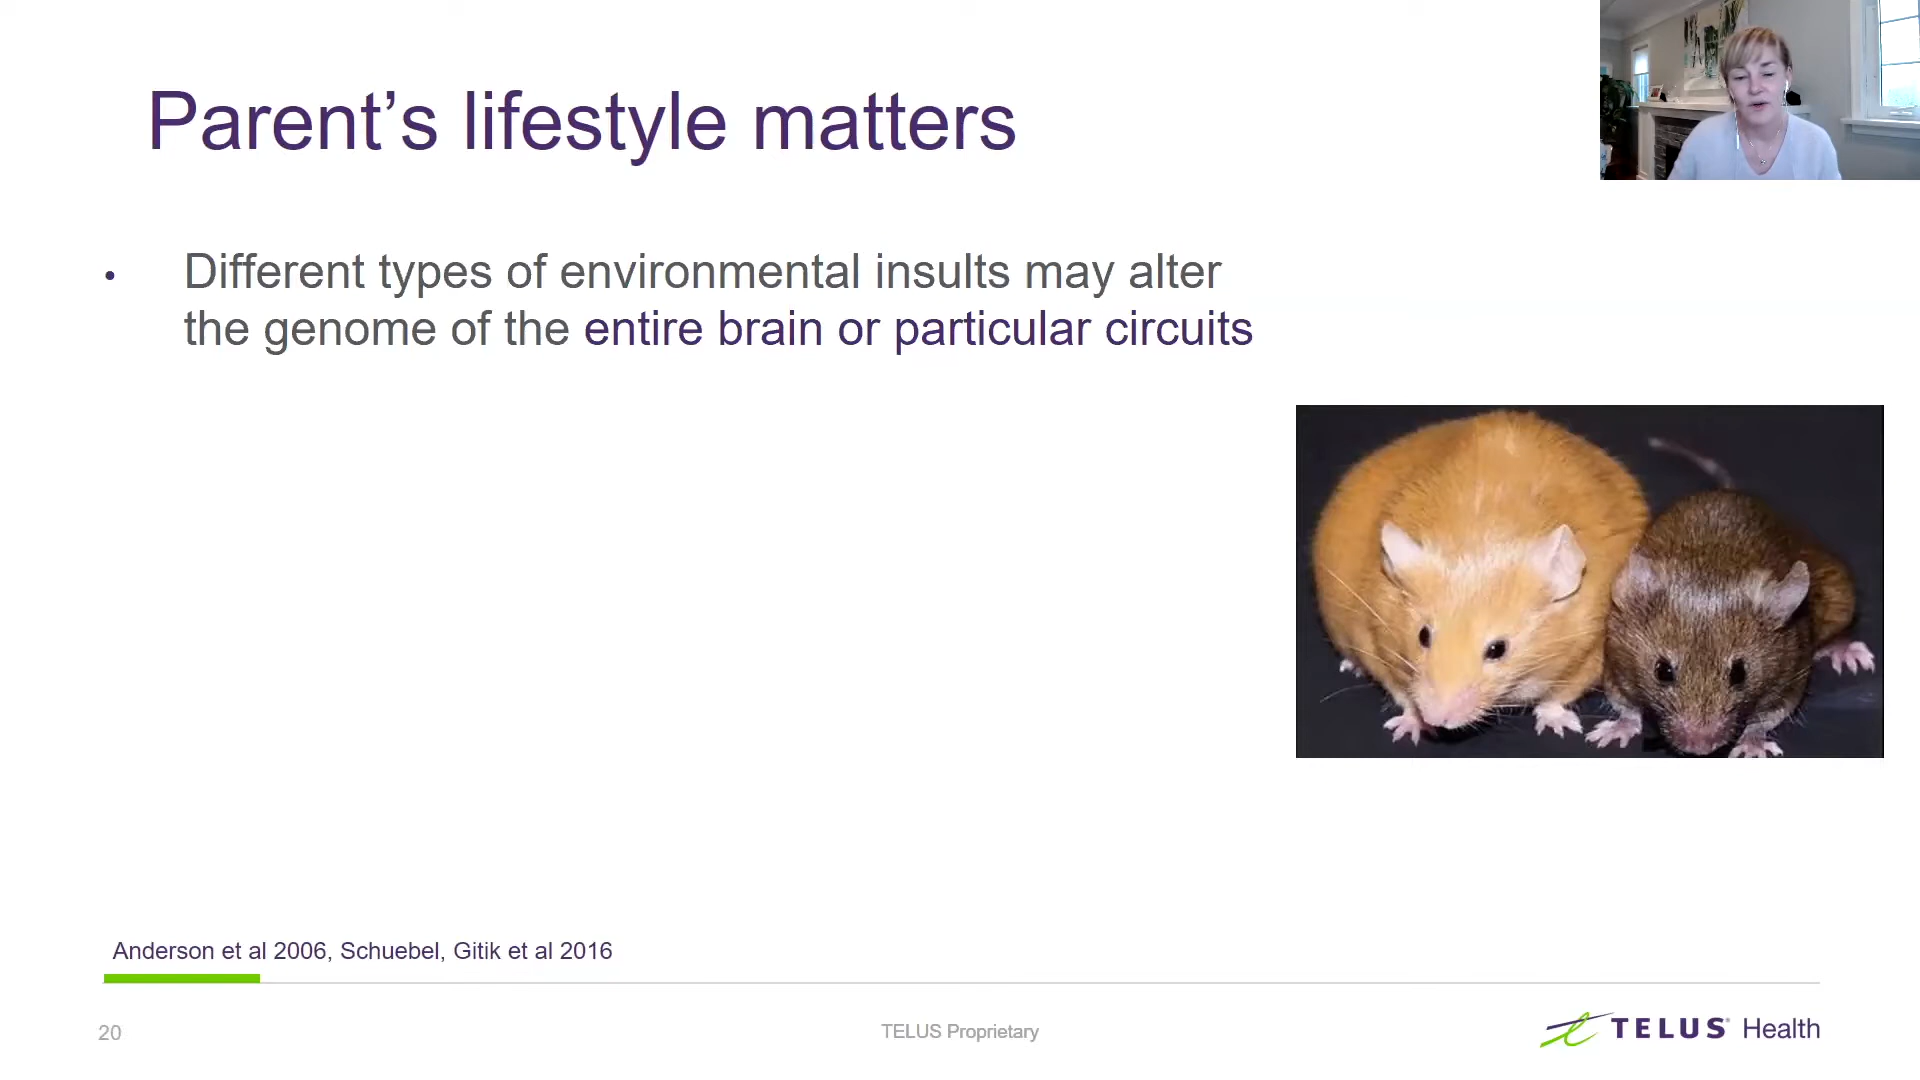 Parent’s lifestyle matters
• Different types of environmental insults may alter
the genome of the entire brain or particular circuits
Anderson et al 2006, Schuebel, Gitik et al 2016
20
TELUS Proprietary
TELUS® Health